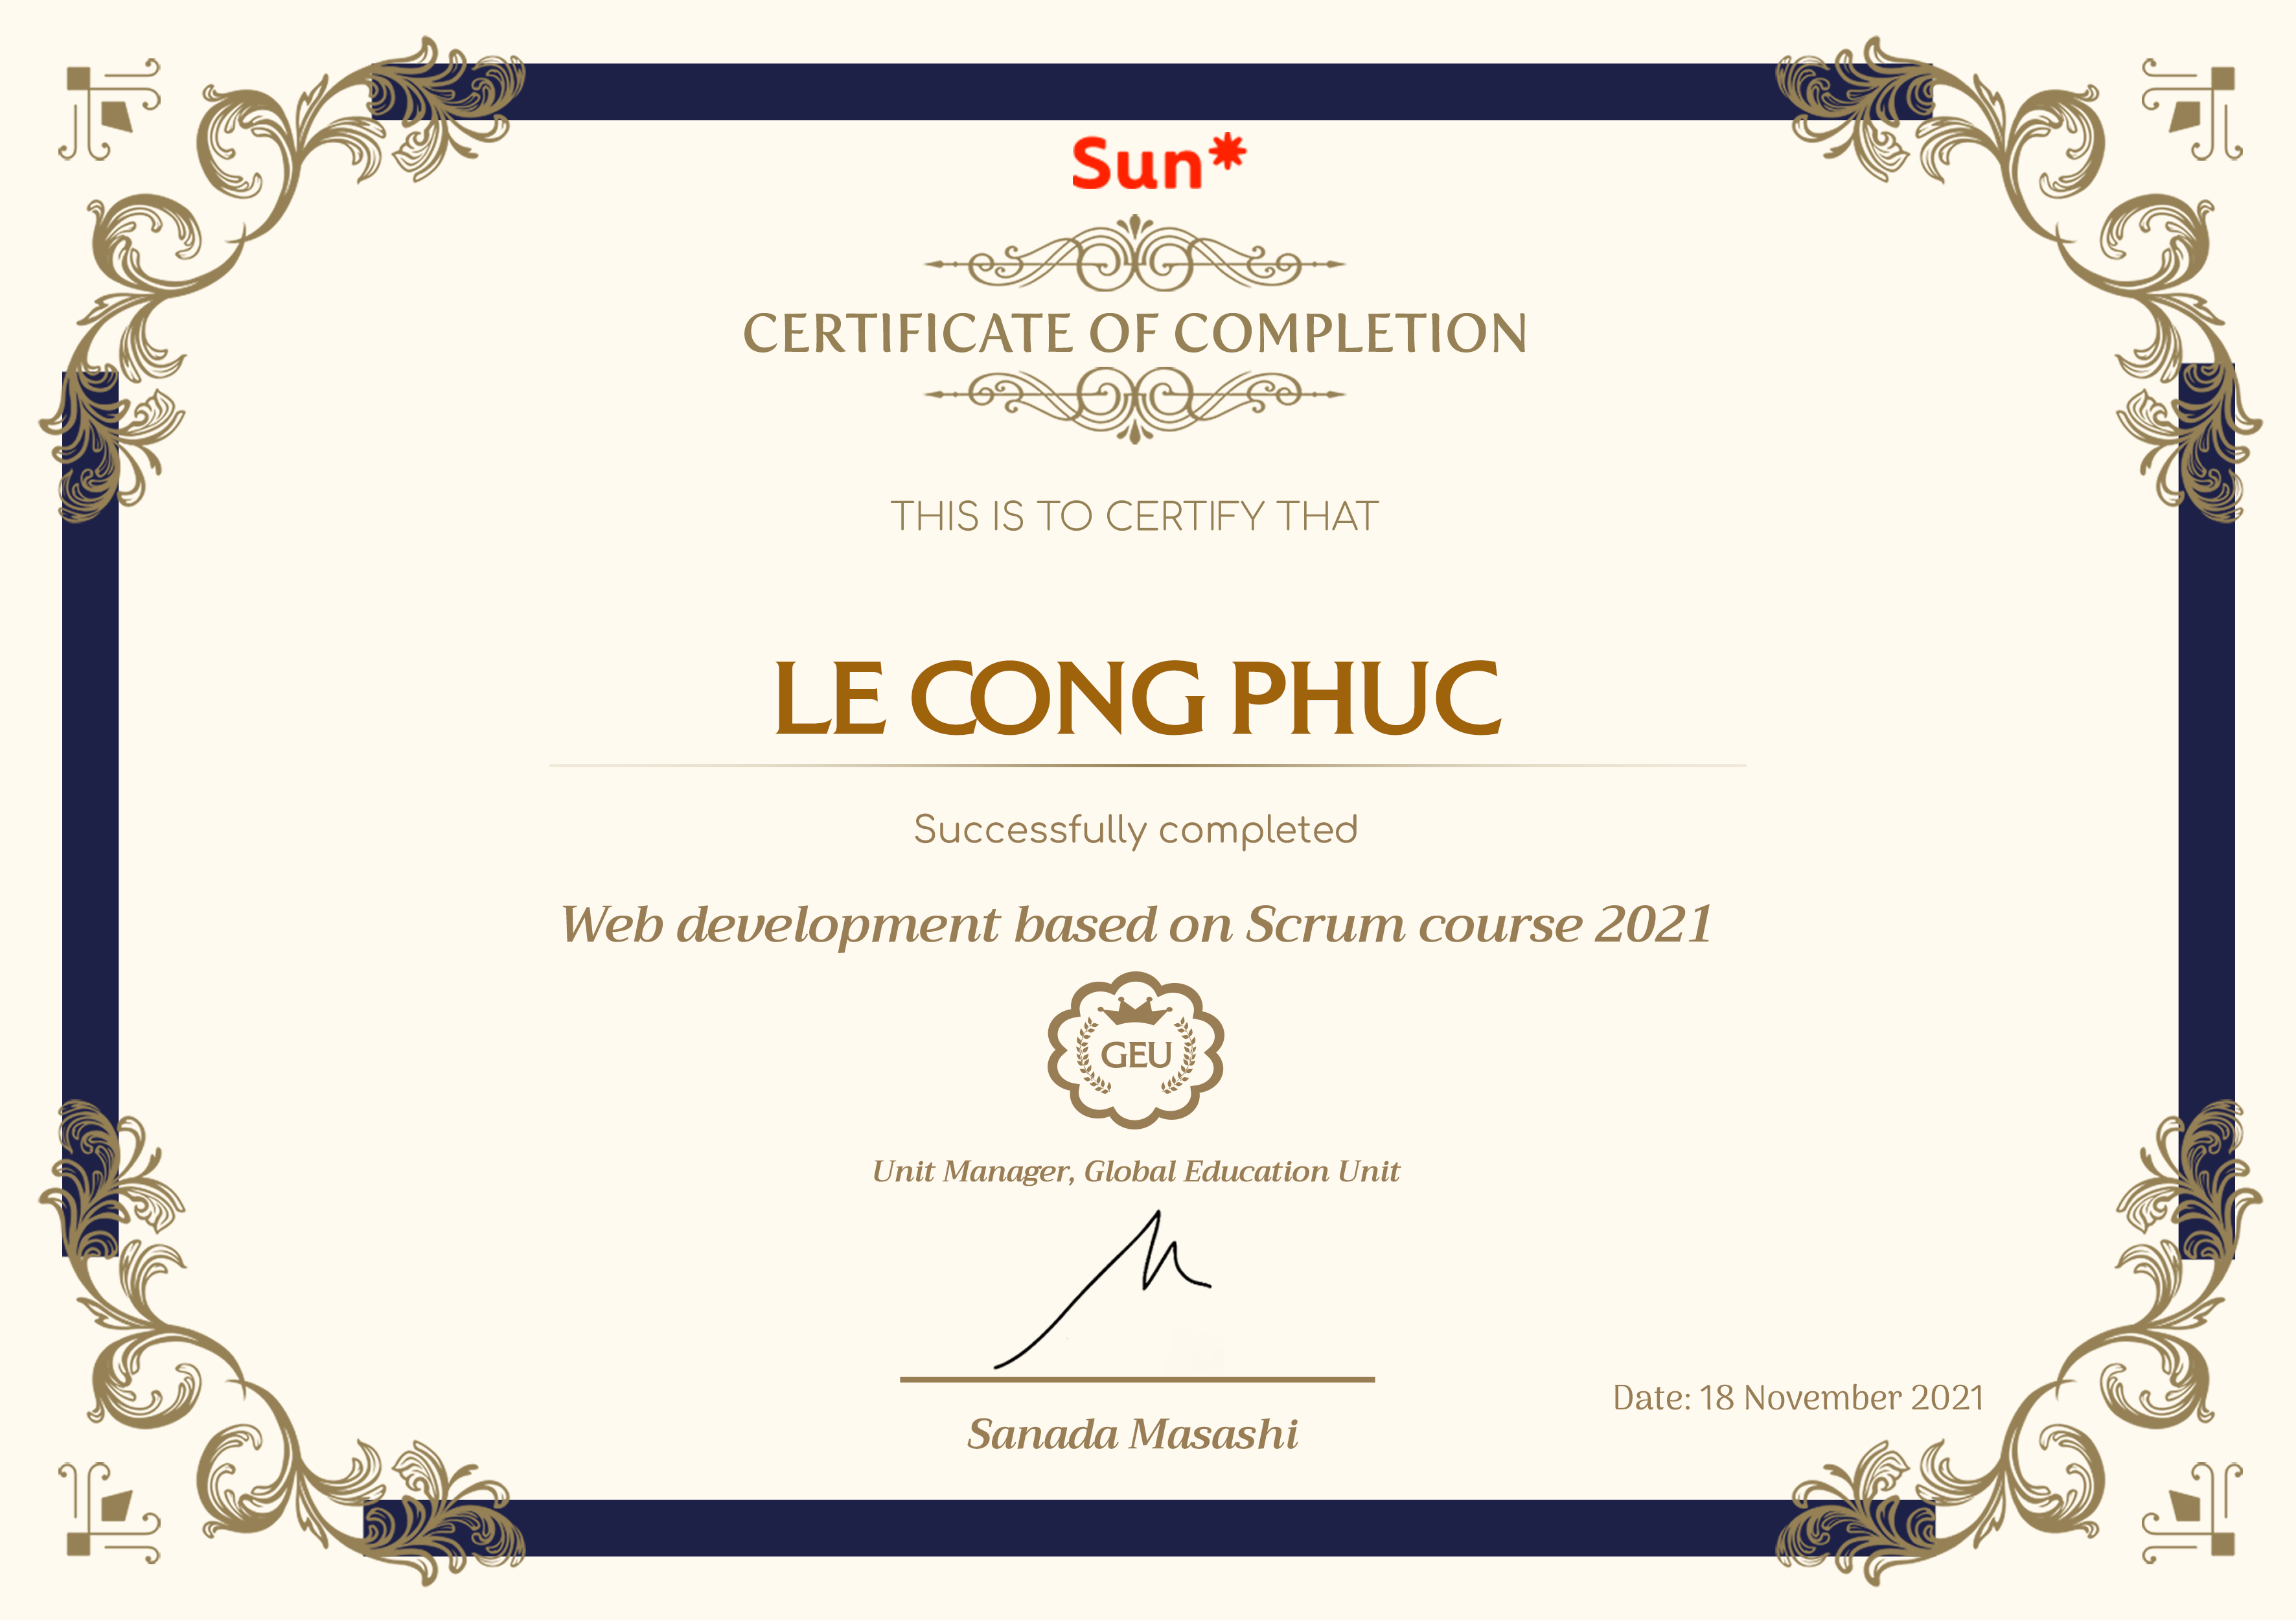 Sun*
CERTIFICATE OF COMPLETION
THIS IS TO CERTIFY THAT
LE CONG PHUC
Successfully completed
Web development based on Scrum course 2021
GEU
Unit Manager, Global Education Unit
Sanada Masashi
Date: 18 November 2021